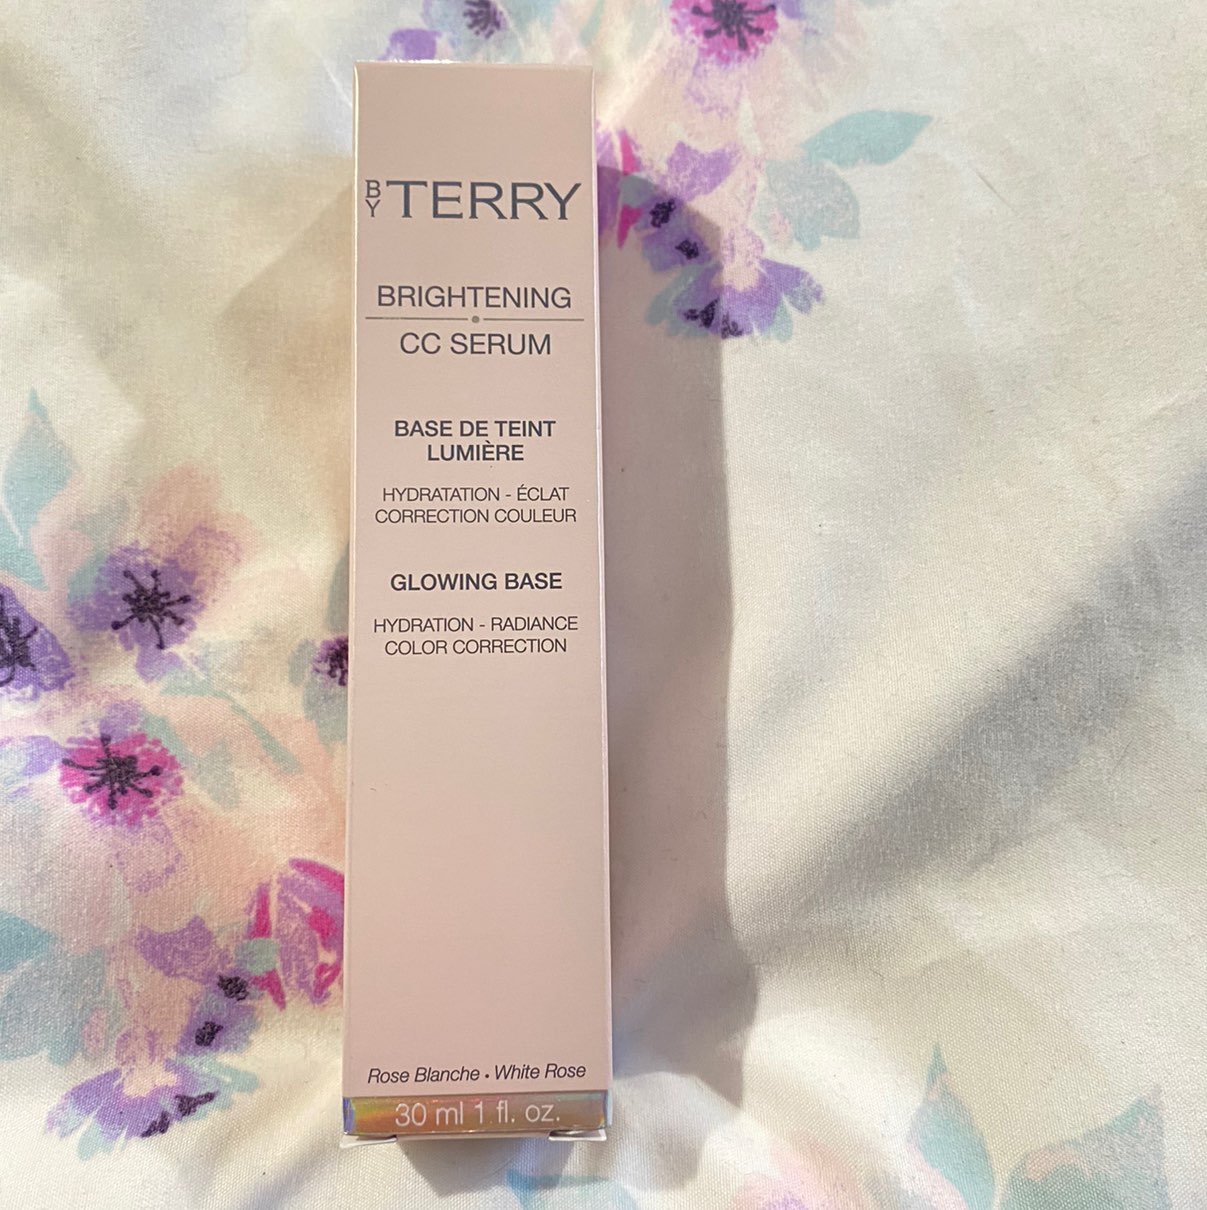 BY TERRY
BRIGHTENING
CC SERUM
BASE DE TEINT
LUMIÈRE
HYDRATATION - ÉCLAT
CORRECTION COULEUR
GLOWING BASE
HYDRATION - RADIANCE
COLOR CORRECTION
Rose Blanche • White Rose
30 ml 1 fl. oz.